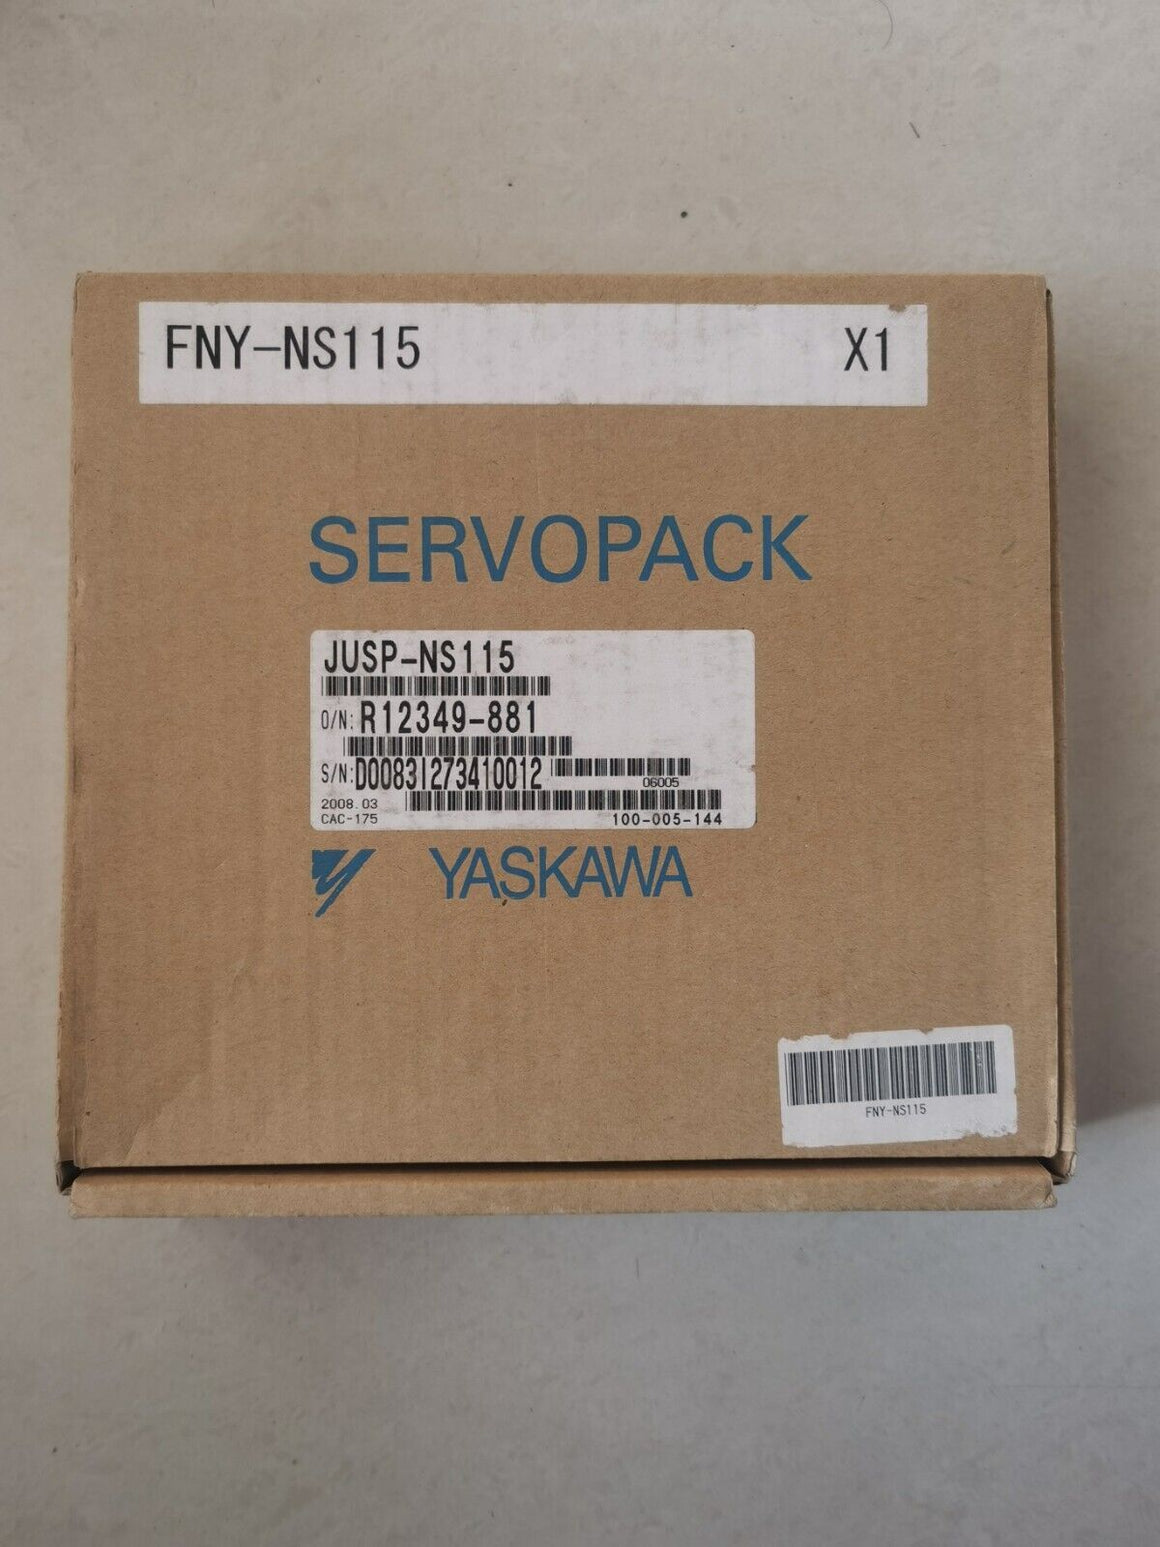 FNY-NS115 X1
SERVOPACK
JUSP-NS115
O/N: R12349-881
S/N: D0083I273410012
06005
2008.03
CAC-175 100-005-144
YASKAWA
FNY-NS115